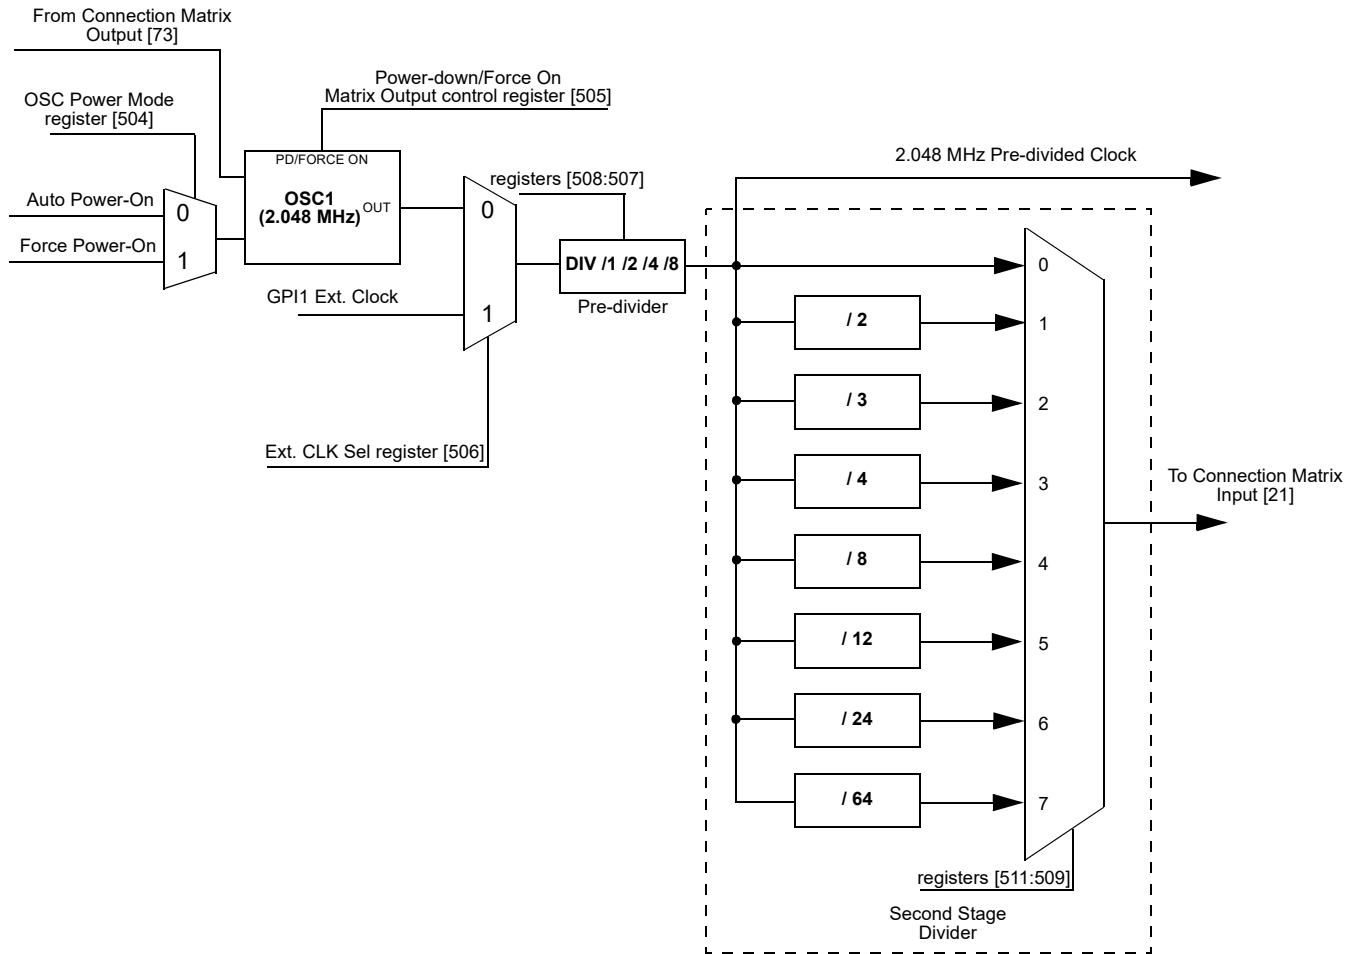 From Connection Matrix
Output [73]
Power-down/Force On
Matrix Output control register [505]
OSC Power Mode
register [504]
PD/FORCE ON
OSC1
(2.048 MHz)
OUT
Auto Power-On
0
Force Power-On
1
GPI1 Ext. Clock
0
1
Ext. CLK Sel register [506]
registers [508:507]
DIV /1 /2 /4 /8
Pre-divider
2.048 MHz Pre-divided Clock
0
/ 2
1
/ 3
2
/ 4
3
/ 8
4
/ 12
5
/ 24
6
/ 64
7
To Connection Matrix
Input [21]
registers [511:509]
Second Stage
Divider